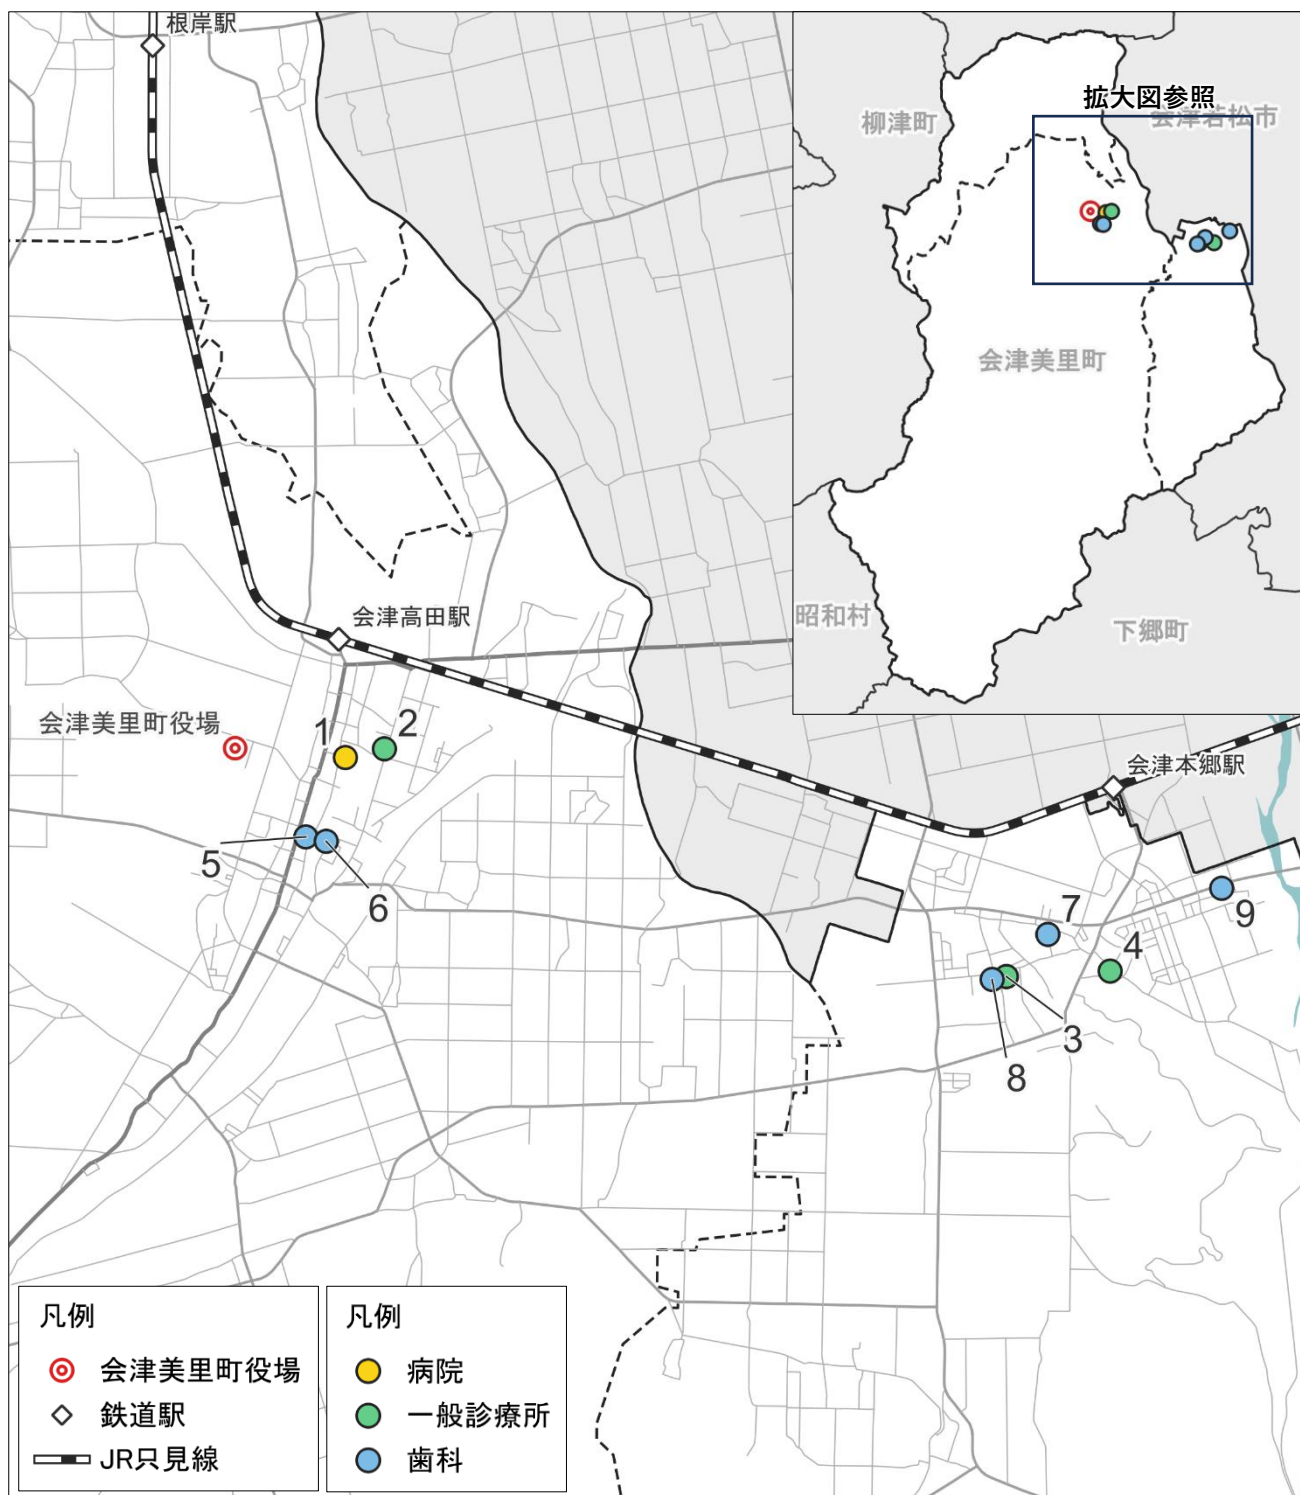 根岸駅
拡大図参照
柳津町
会津若松市
会津美里町
昭和村
下郷町
会津高田駅
会津美里町役場
1
2
会津本郷駅
5
6
7
9
4
3
8
凡例
会津美里町役場
鉄道駅
JR只見線
凡例
病院
一般診療所
歯科